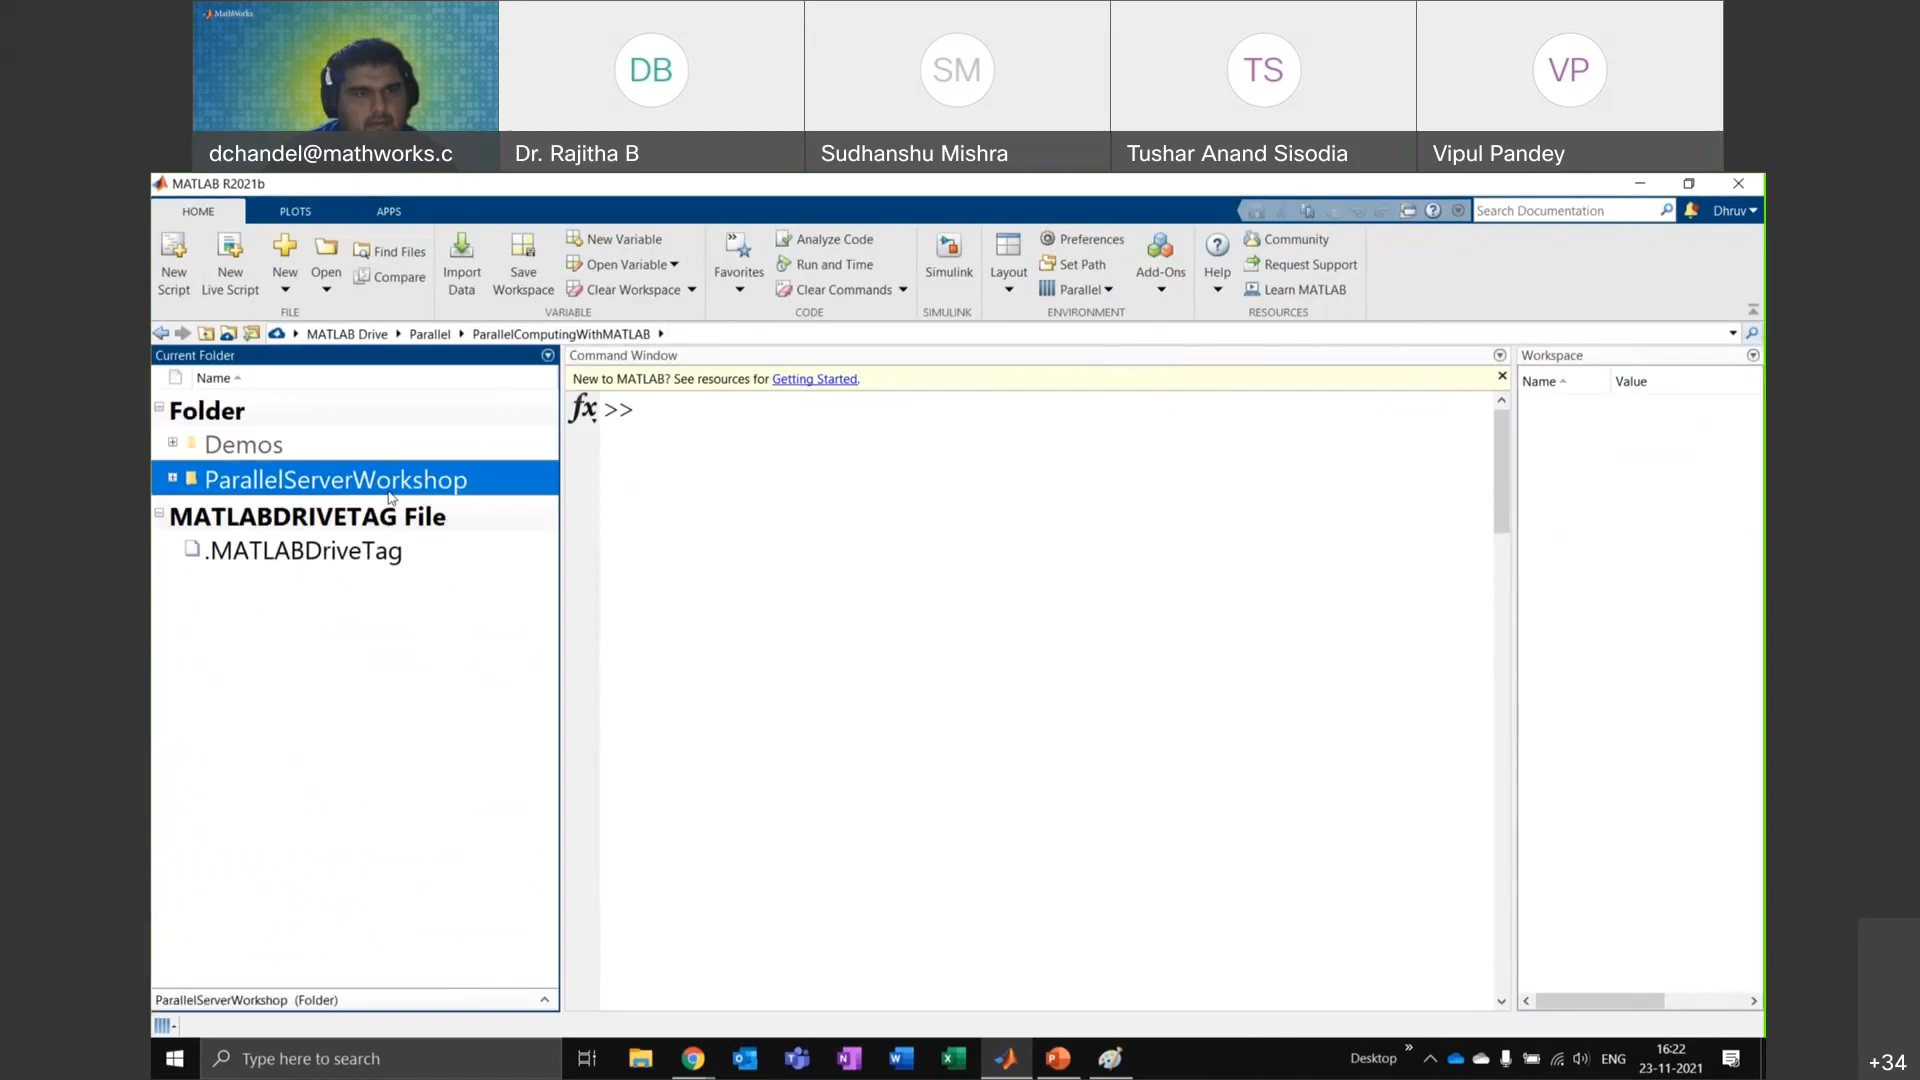 MathWorks
DB
SM
TS
VP
dchandel@mathworks.c
Dr. Rajitha B
Sudhanshu Mishra
Tushar Anand Sisodia
Vipul Pandey
MATLAB R2021b
HOME
PLOTS
APPS
Search Documentation
Dhruv
New Script
New Live Script
New
Open
Find Files
Compare
FILE
Import Data
Save Workspace
New Variable
Open Variable
Clear Workspace
VARIABLE
Favorites
Analyze Code
Run and Time
Clear Commands
CODE
Simulink
SIMULINK
Layout
Preferences
Set Path
Parallel
Add-Ons
ENVIRONMENT
Help
Community
Request Support
Learn MATLAB
RESOURCES
MATLAB Drive
Parallel
ParallelComputingWithMATLAB
Current Folder
Name
Folder
Demos
ParallelServerWorkshop
MATLABDRIVETAG File
.MATLABDriveTag
ParallelServerWorkshop (Folder)
Command Window
New to MATLAB? See resources for Getting Started.
fx >>
Workspace
Name
Value
Type here to search
Desktop
ENG
16:22
23-11-2021
+34